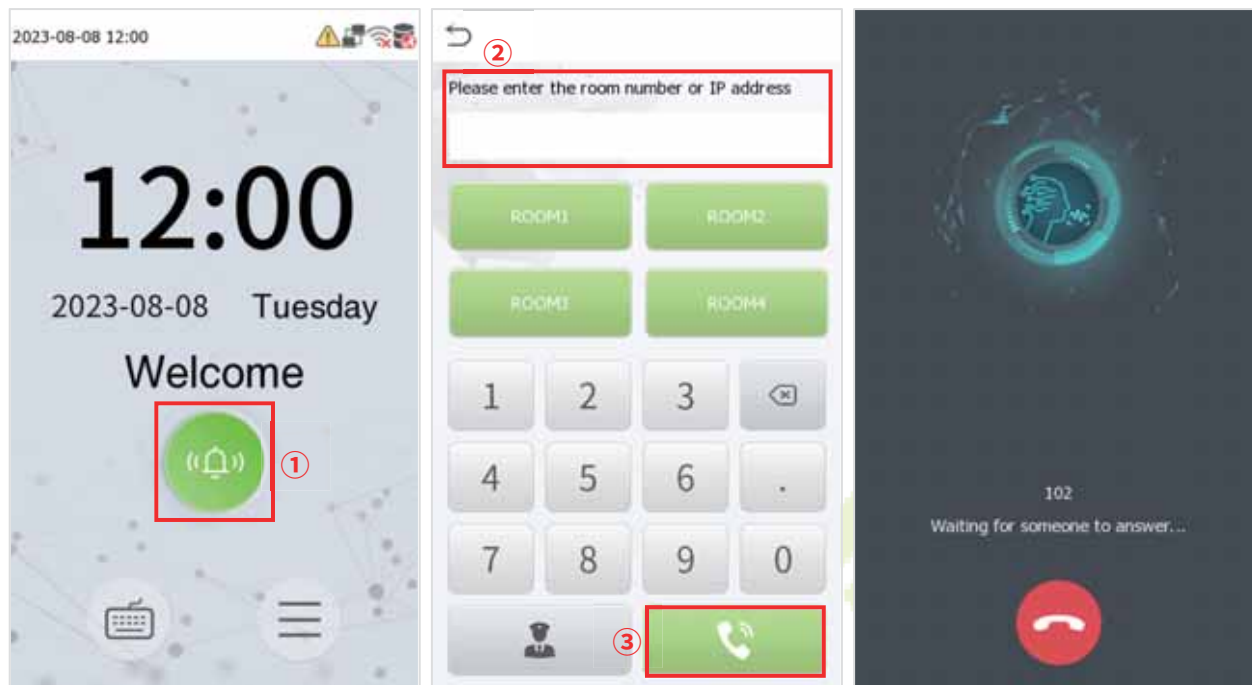 2023-08-08 12:00
12:00
2023-08-08 Tuesday
Welcome
①
②
Please enter the room number or IP address
ROOM1 ROOM2
ROOM3 ROOM4
1 2 3
4 5 6 .
7 8 9 0
③
102
Waiting for someone to answer...